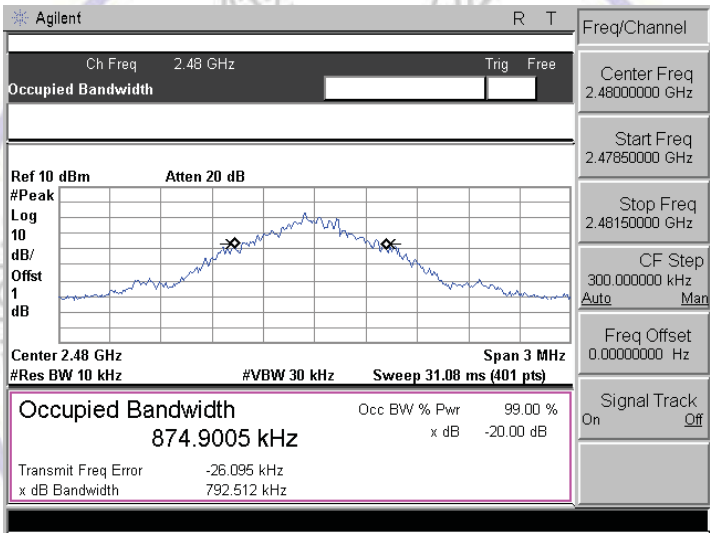 Agilent
R T
Ch Freq 2.48 GHz Trig Free
Occupied Bandwidth
Ref 10 dBm Atten 20 dB
#Peak
Log
10
dB/
Offst
1
dB
Center 2.48 GHz Span 3 MHz
#Res BW 10 kHz #VBW 30 kHz Sweep 31.08 ms (401 pts)
Occupied Bandwidth
874.9005 kHz
Occ BW % Pwr 99.00 %
x dB -20.00 dB
Transmit Freq Error -26.095 kHz
x dB Bandwidth 792.512 kHz
Freq/Channel
Center Freq
2.48000000 GHz
Start Freq
2.47850000 GHz
Stop Freq
2.48150000 GHz
CF Step
300.000000 kHz
Auto Man
Freq Offset
0.00000000 Hz
Signal Track
On Off